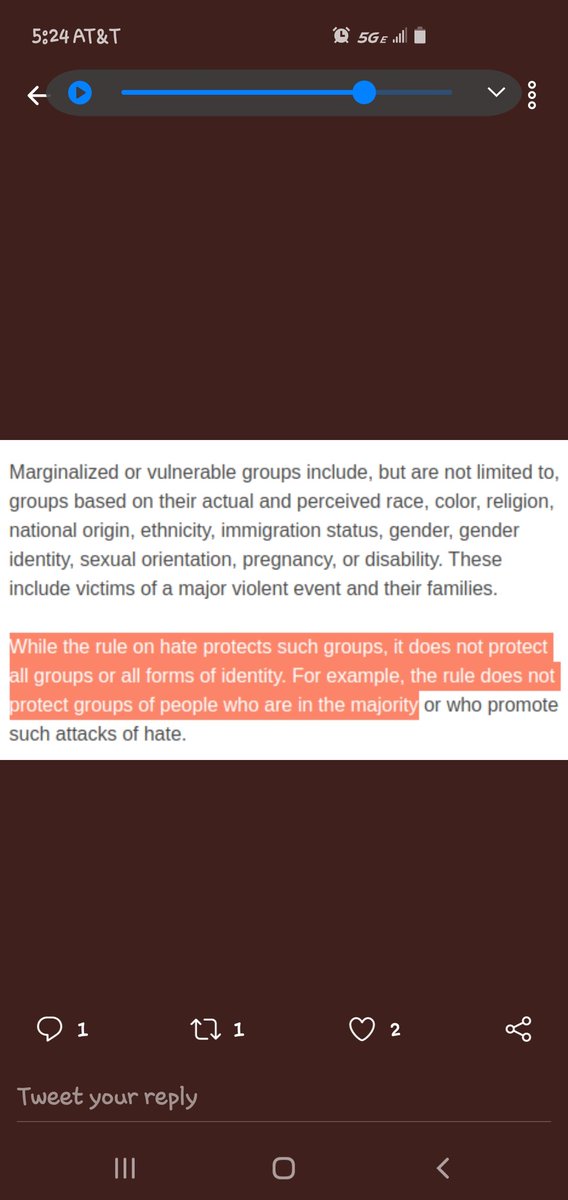 5:24 AT&T 5GE
Marginalized or vulnerable groups include, but are not limited to,
groups based on their actual and perceived race, color, religion,
national origin, ethnicity, immigration status, gender, gender
identity, sexual orientation, pregnancy, or disability. These
include victims of a major violent event and their families.
While the rule on hate protects such groups, it does not protect
all groups or all forms of identity. For example, the rule does not
protect groups of people who are in the majority or who promote
such attacks of hate.
1 1 2
Tweet your reply